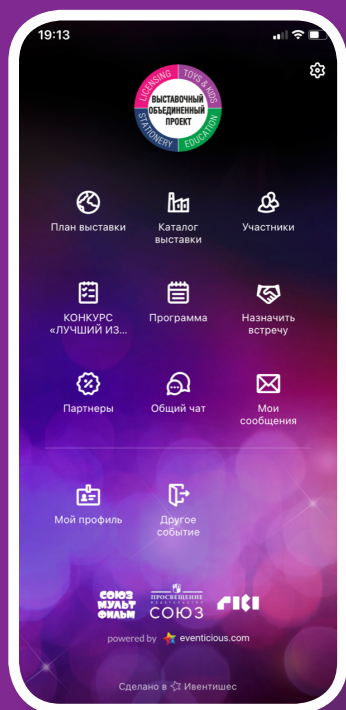 19:13
LICENSING
TOYS & KIDS
ВЫСТАВОЧНЫЙ
ОБЪЕДИНЕННЫЙ
ПРОЕКТ
STATIONERY
EDUCATION
План выставки
Каталог
выставки
Участники
КОНКУРС
«ЛУЧШИЙ ИЗ...
Программа
Назначить
встречу
Партнеры
Общий чат
Мои
сообщения
Мой профиль
Другое
событие
СОЮЗ
МУЛЬТ
ФИЛЬМ
ПРОСВЕЩЕНИЕ
СОЮЗ
РІКІ
powered by eventicious.com
Сделано в Ивентишес